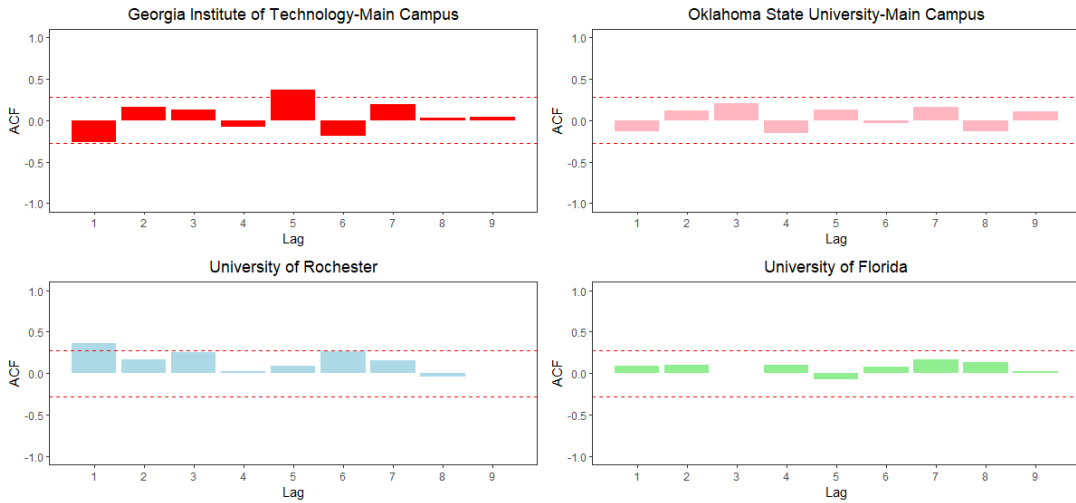 Georgia Institute of Technology-Main Campus
1.0
0.5
0.0
-0.5
-1.0
ACF
1 2 3 4 5 6 7 8 9
Lag
Oklahoma State University-Main Campus
1.0
0.5
0.0
-0.5
-1.0
ACF
1 2 3 4 5 6 7 8 9
Lag
University of Rochester
1.0
0.5
0.0
-0.5
-1.0
ACF
1 2 3 4 5 6 7 8 9
Lag
University of Florida
1.0
0.5
0.0
-0.5
-1.0
ACF
1 2 3 4 5 6 7 8 9
Lag